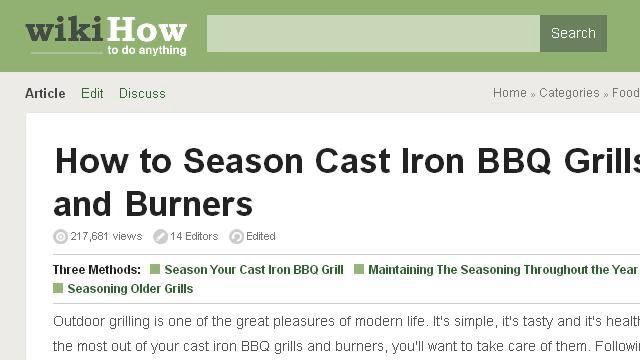 wikiHow
to do anything
Search
Article Edit Discuss Home » Categories » Food
How to Season Cast Iron BBQ Grills
and Burners
217,681 views 14 Editors Edited
Three Methods: Season Your Cast Iron BBQ Grill Maintaining The Seasoning Throughout the Year
Seasoning Older Grills
Outdoor grilling is one of the great pleasures of modern life. It's simple, it's tasty and it's
the most out of your cast iron BBQ grills and burners, you'll want to take care of them.